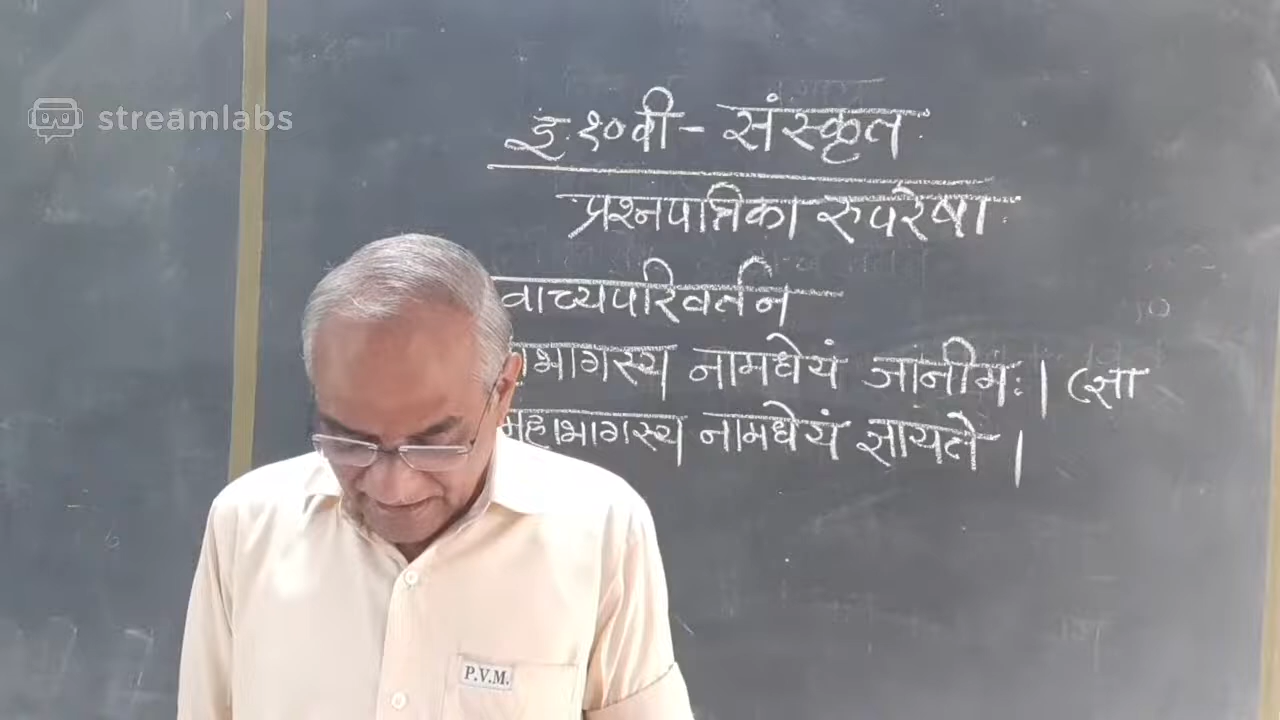 streamlabs
इ.१०वी - संस्कृत
प्रश्नपत्रिका रुपरेषा
वाच्यपरिवर्तन
भागस्य नामधेयं जानीमः। (ज्ञा
महाभागस्य नामधेयं ज्ञायते।
P.V.M.